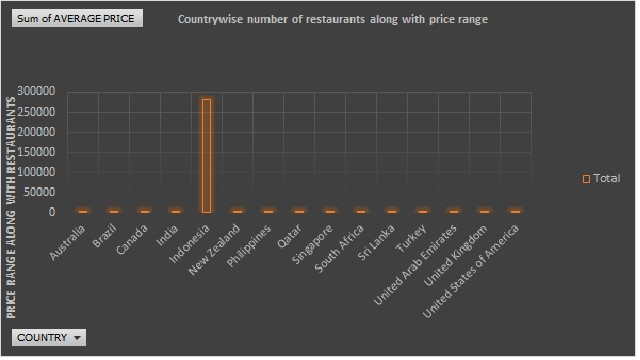 Sum of AVERAGE PRICE
Countrywise number of restaurants along with price range
PRICE RANGE ALONG WITH RESTAURANTS
300000
250000
200000
150000
100000
50000
0
Australia
Brazil
Canada
India
Indonesia
New Zealand
Philippines
Qatar
Singapore
South Africa
Sri Lanka
Turkey
United Arab Emirates
United Kingdom
United States of America
Total
COUNTRY